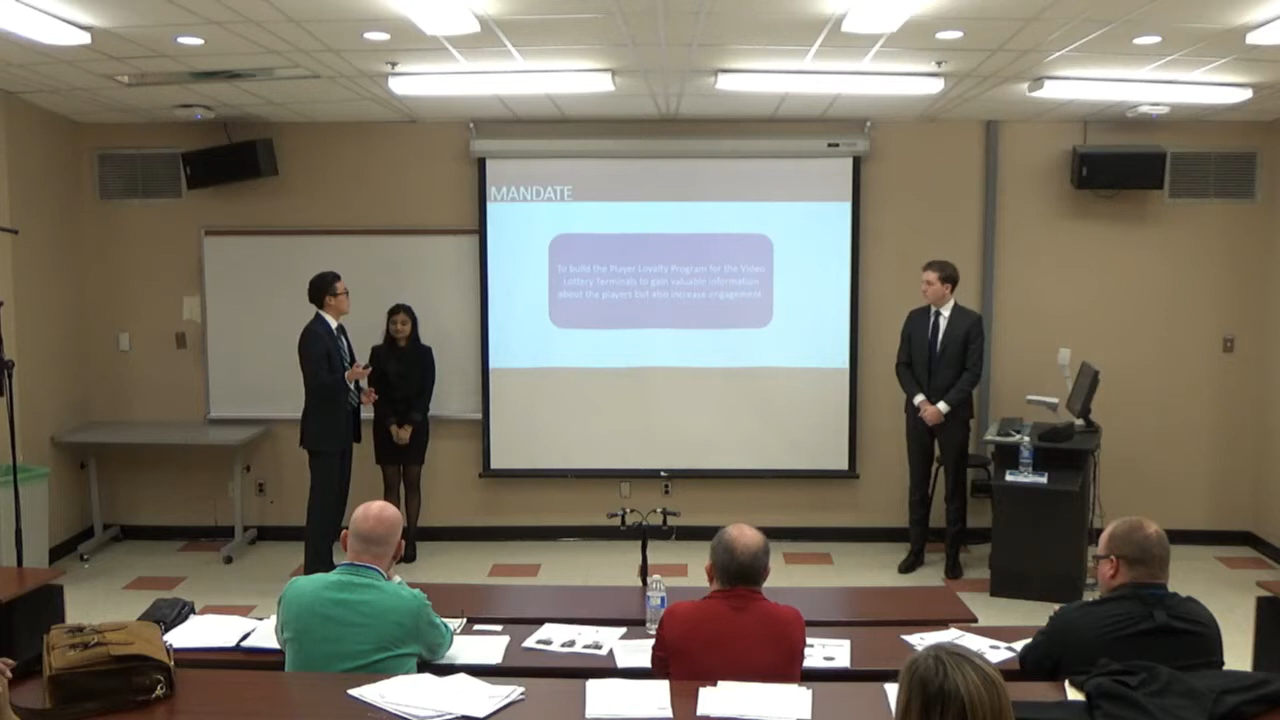 MANDATE
To build the Player Loyalty Program for the Video
Lottery Terminals to gain valuable information
about the players but also increase engagement